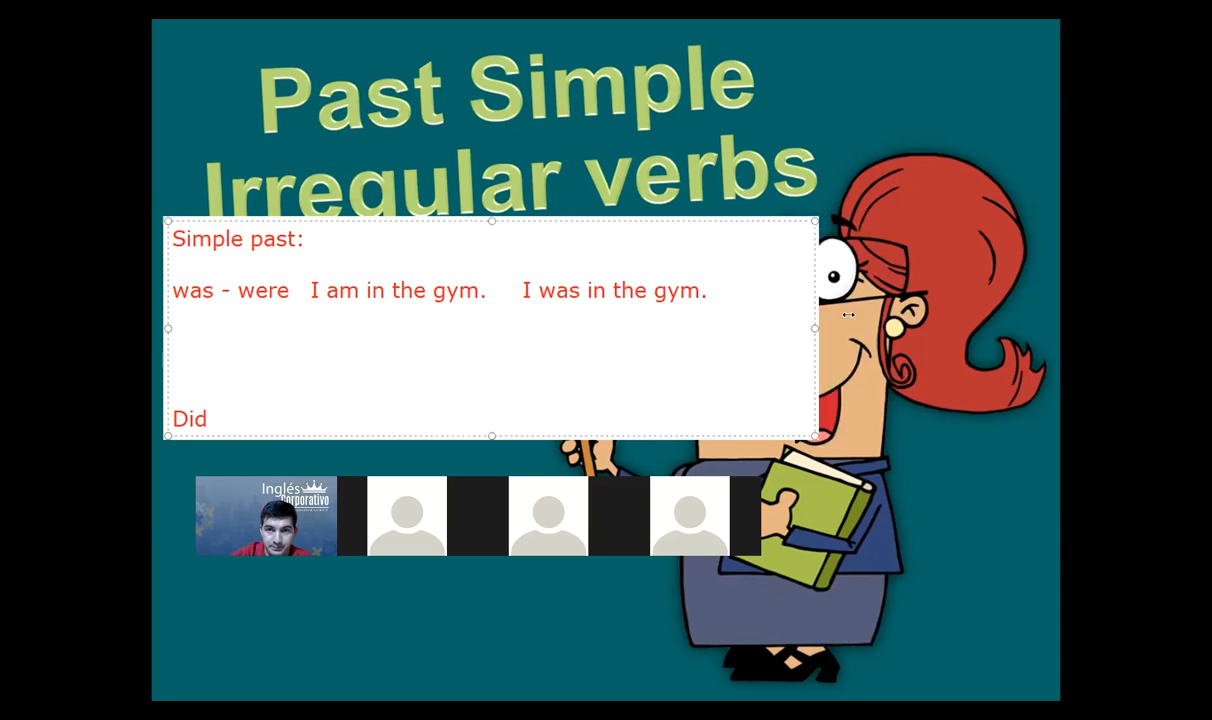 Past Simple
Irregular verbs
Simple past:
was - were I am in the gym. I was in the gym.
Did
Inglés
Corporativo